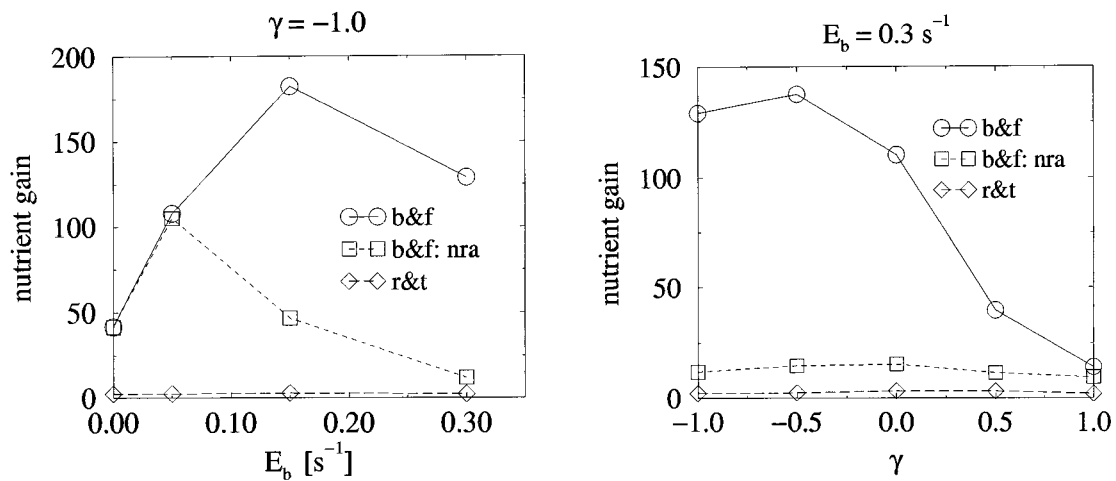 γ = −1.0
200
150
100
50
0
nutrient gain
b&f
b&f: nra
r&t
0.00
0.10
0.20
0.30
E_b [s⁻¹]
E_b = 0.3 s⁻¹
150
100
50
0
nutrient gain
b&f
b&f: nra
r&t
−1.0
−0.5
0.0
0.5
1.0
γ